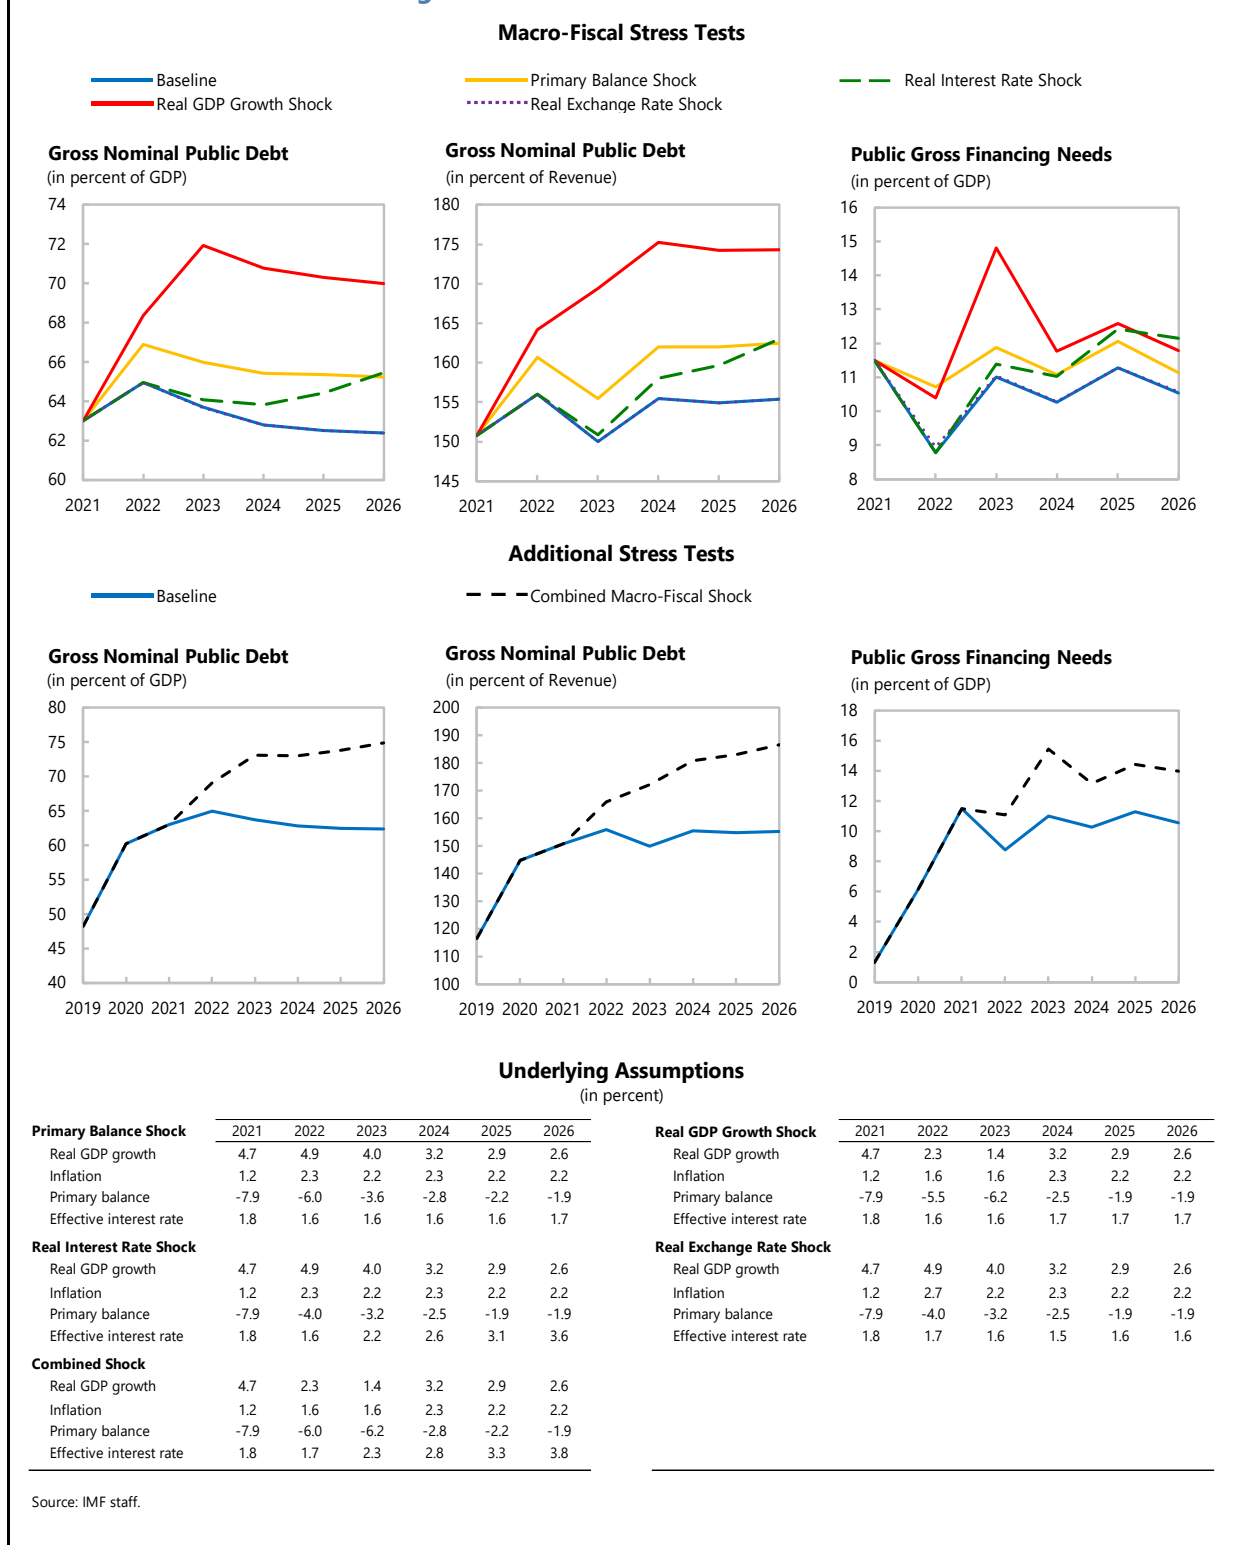 Macro-Fiscal Stress Tests
Baseline
Primary Balance Shock
Real Interest Rate Shock
Real GDP Growth Shock
Real Exchange Rate Shock
Gross Nominal Public Debt
(in percent of GDP)
74
72
70
68
66
64
62
60
2021 2022 2023 2024 2025 2026
Gross Nominal Public Debt
(in percent of Revenue)
180
175
170
165
160
155
150
145
2021 2022 2023 2024 2025 2026
Public Gross Financing Needs
(in percent of GDP)
16
15
14
13
12
11
10
9
8
2021 2022 2023 2024 2025 2026
Additional Stress Tests
Baseline
Combined Macro-Fiscal Shock
Gross Nominal Public Debt
(in percent of GDP)
80
75
70
65
60
55
50
45
40
2019 2020 2021 2022 2023 2024 2025 2026
Gross Nominal Public Debt
(in percent of Revenue)
200
190
180
170
160
150
140
130
120
110
100
2019 2020 2021 2022 2023 2024 2025 2026
Public Gross Financing Needs
(in percent of GDP)
18
16
14
12
10
8
6
4
2
0
2019 2020 2021 2022 2023 2024 2025 2026
Underlying Assumptions
(in percent)
Primary Balance Shock 2021 2022 2023 2024 2025 2026
Real GDP growth 4.7 4.9 4.0 3.2 2.9 2.6
Inflation 1.2 2.3 2.2 2.3 2.2 2.2
Primary balance -7.9 -6.0 -3.6 -2.8 -2.2 -1.9
Effective interest rate 1.8 1.6 1.6 1.6 1.6 1.7
Real Interest Rate Shock
Real GDP growth 4.7 4.9 4.0 3.2 2.9 2.6
Inflation 1.2 2.3 2.2 2.3 2.2 2.2
Primary balance -7.9 -4.0 -3.2 -2.5 -1.9 -1.9
Effective interest rate 1.8 1.6 2.2 2.6 3.1 3.6
Combined Shock
Real GDP growth 4.7 2.3 1.4 3.2 2.9 2.6
Inflation 1.2 1.6 1.6 2.3 2.2 2.2
Primary balance -7.9 -6.0 -6.2 -2.8 -2.2 -1.9
Effective interest rate 1.8 1.7 2.3 2.8 3.3 3.8
Real GDP Growth Shock 2021 2022 2023 2024 2025 2026
Real GDP growth 4.7 2.3 1.4 3.2 2.9 2.6
Inflation 1.2 1.6 1.6 2.3 2.2 2.2
Primary balance -7.9 -5.5 -6.2 -2.5 -1.9 -1.9
Effective interest rate 1.8 1.6 1.6 1.7 1.7 1.7
Real Exchange Rate Shock
Real GDP growth 4.7 4.9 4.0 3.2 2.9 2.6
Inflation 1.2 2.7 2.2 2.3 2.2 2.2
Primary balance -7.9 -4.0 -3.2 -2.5 -1.9 -1.9
Effective interest rate 1.8 1.7 1.6 1.5 1.6 1.6
Source: IMF staff.